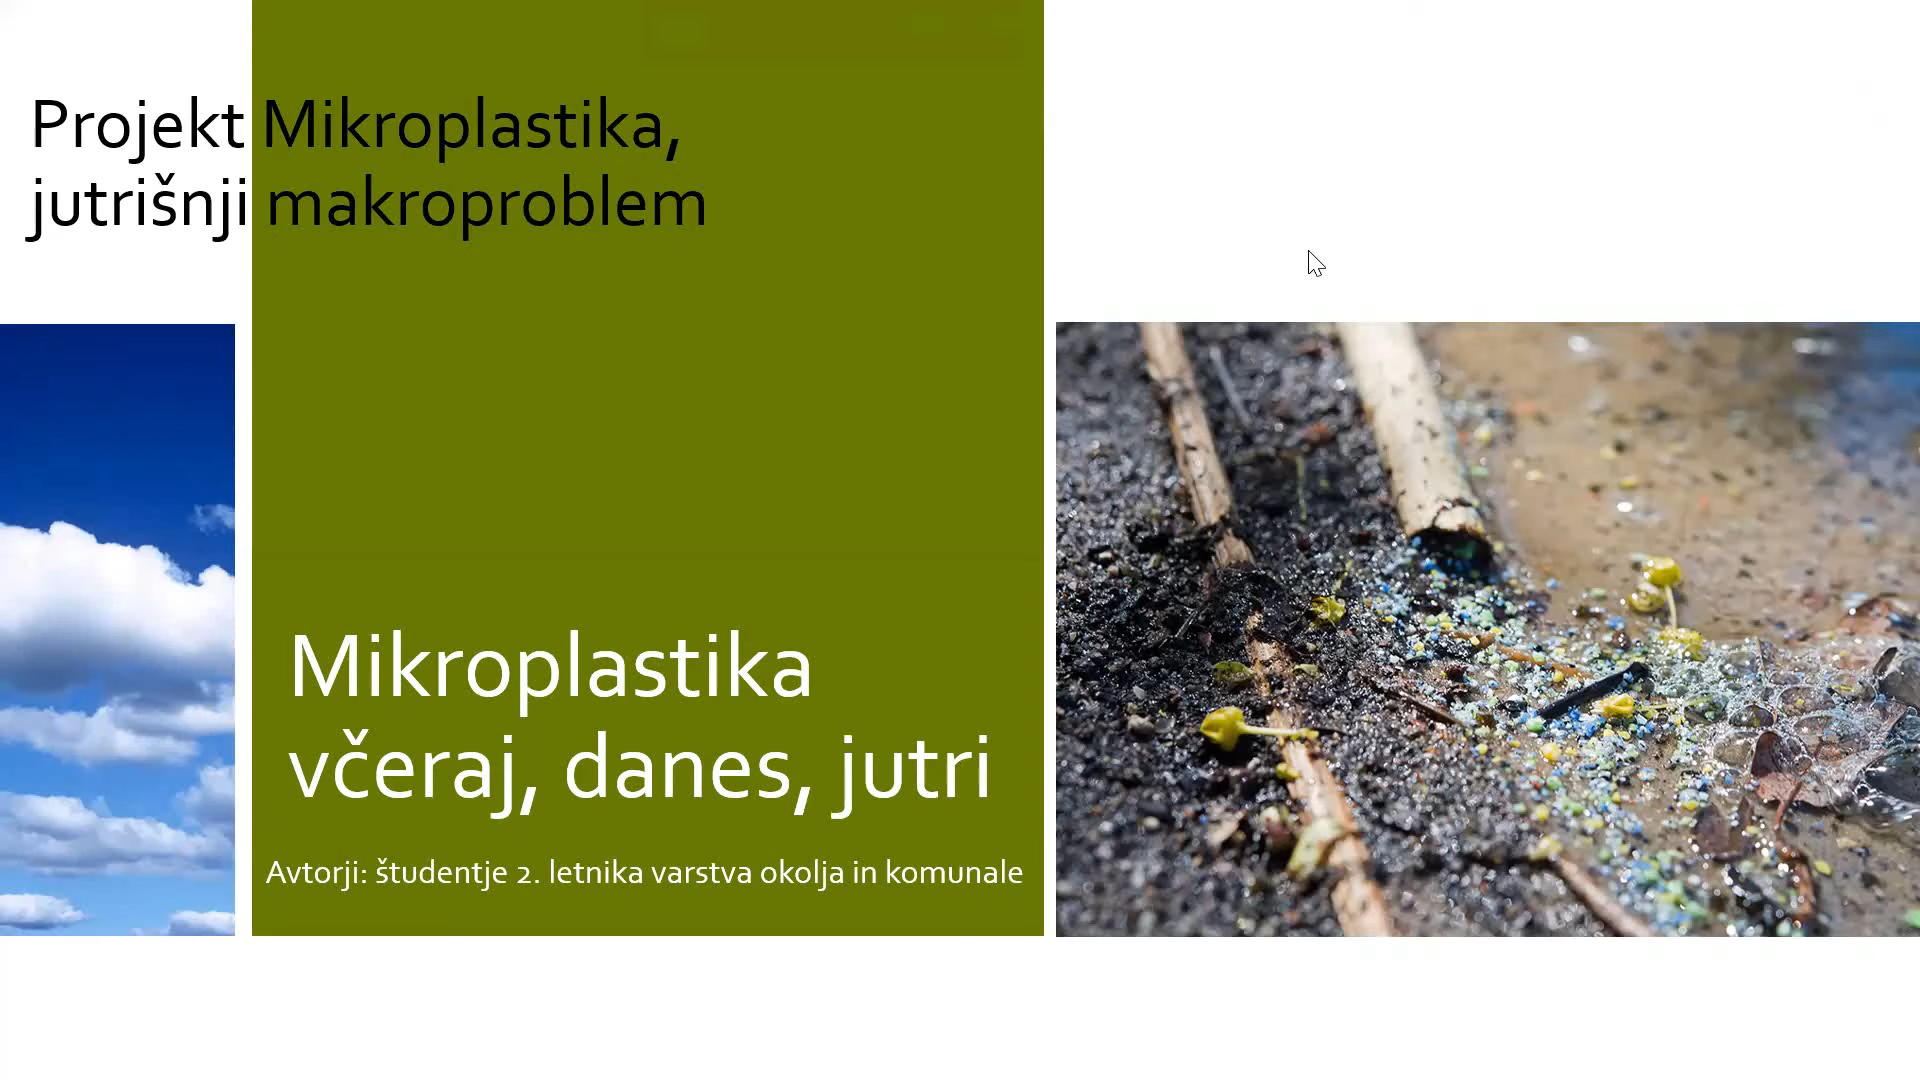 Projekt Mikroplastika,
jutrišnji makroproblem
Mikroplastika
včeraj, danes, jutri
Avtorji: študentje 2. letnika varstva okolja in komunale